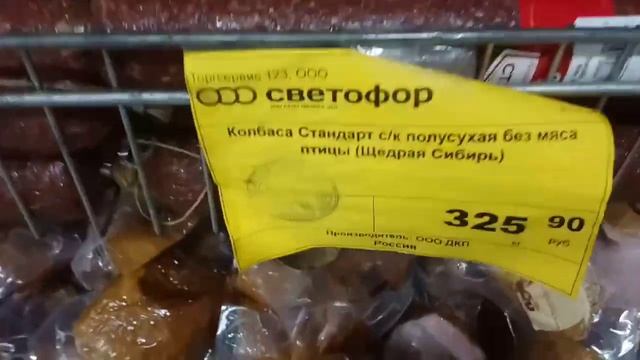 Торгсервис 123, ООО
светофор
Колбаса Стандарт с/к полусухая без мяса
птицы (Щедрая Сибирь)
325 90
кг РУБ
Производитель: ООО ДКП
Россия